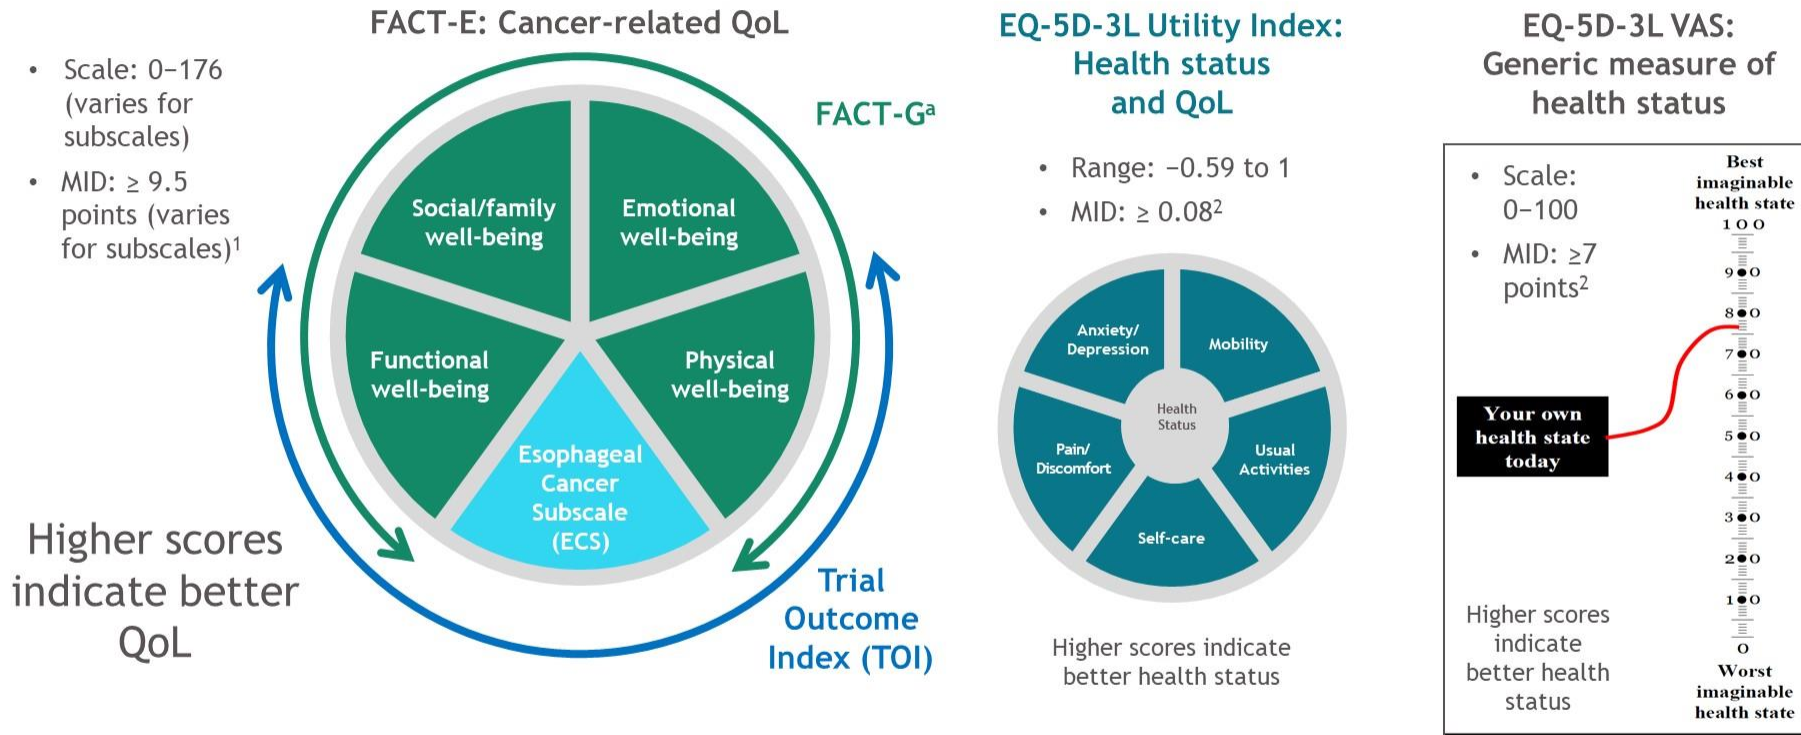 FACT-E: Cancer-related QoL
• Scale: 0–176
(varies for
subscales)
• MID: ≥ 9.5
points (varies
for subscales)¹
FACT-Gᵃ
Social/family
well-being
Emotional
well-being
Functional
well-being
Physical
well-being
Esophageal
Cancer
Subscale
(ECS)
Higher scores
indicate better
QoL
Trial
Outcome
Index (TOI)
EQ-5D-3L Utility Index:
Health status
and QoL
• Range: −0.59 to 1
• MID: ≥ 0.08²
Anxiety/
Depression
Mobility
Health
Status
Pain/
Discomfort
Usual
Activities
Self-care
Higher scores indicate
better health status
EQ-5D-3L VAS:
Generic measure of
health status
• Scale:
0–100
• MID: ≥7
points²
Best
imaginable
health state
100
90
80
70
60
50
40
30
20
10
0
Worst
imaginable
health state
Your own
health state
today
Higher scores
indicate
better health
status